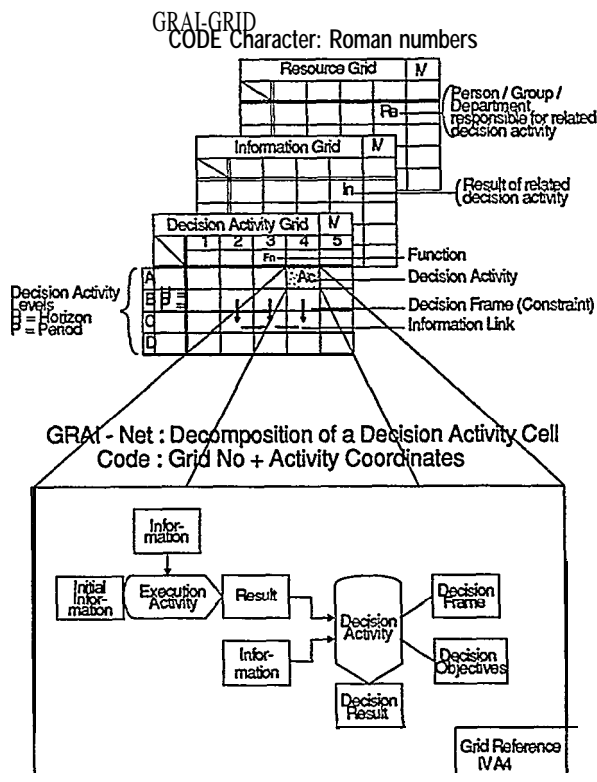 GRAI-GRID
CODE Character: Roman numbers
Resource Grid IV
Re
Person / Group /
Department
responsible for related
decision activity
Information Grid IV
In
Result of related
decision activity
Decision Activity Grid IV
1 2 3 4 5
Fn
Function
A
Ac
Decision Activity
B H =
P =
Decision Frame (Constraint)
C
Information Link
D
Decision Activity
Levels
H = Horizon
P = Period
GRAI - Net : Decomposition of a Decision Activity Cell
Code : Grid No + Activity Coordinates
Infor-
mation
Initial
Infor-
mation
Execution
Activity
Result
Infor-
mation
Decision
Activity
Decision
Frame
Decision
Objectives
Decision
Result
Grid Reference
IVA4